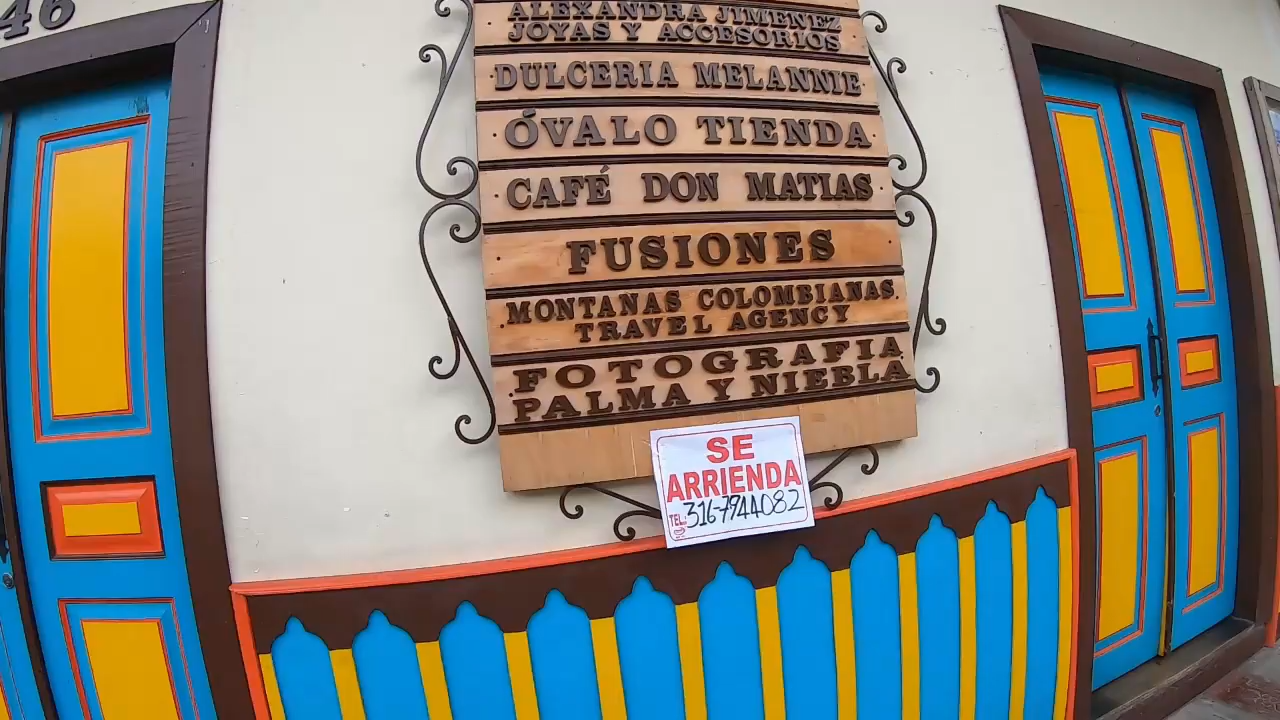 46
ALEXANDRA JIMENEZ
JOYAS Y ACCESORIOS
DULCERIA MELANNIE
ÓVALO TIENDA
CAFÉ DON MATIAS
FUSIONES
MONTANAS COLOMBIANAS
TRAVEL AGENCY
FOTOGRAFIA
PALMA Y NIEBLA
SE
ARRIENDA
TEL: 316-7944082